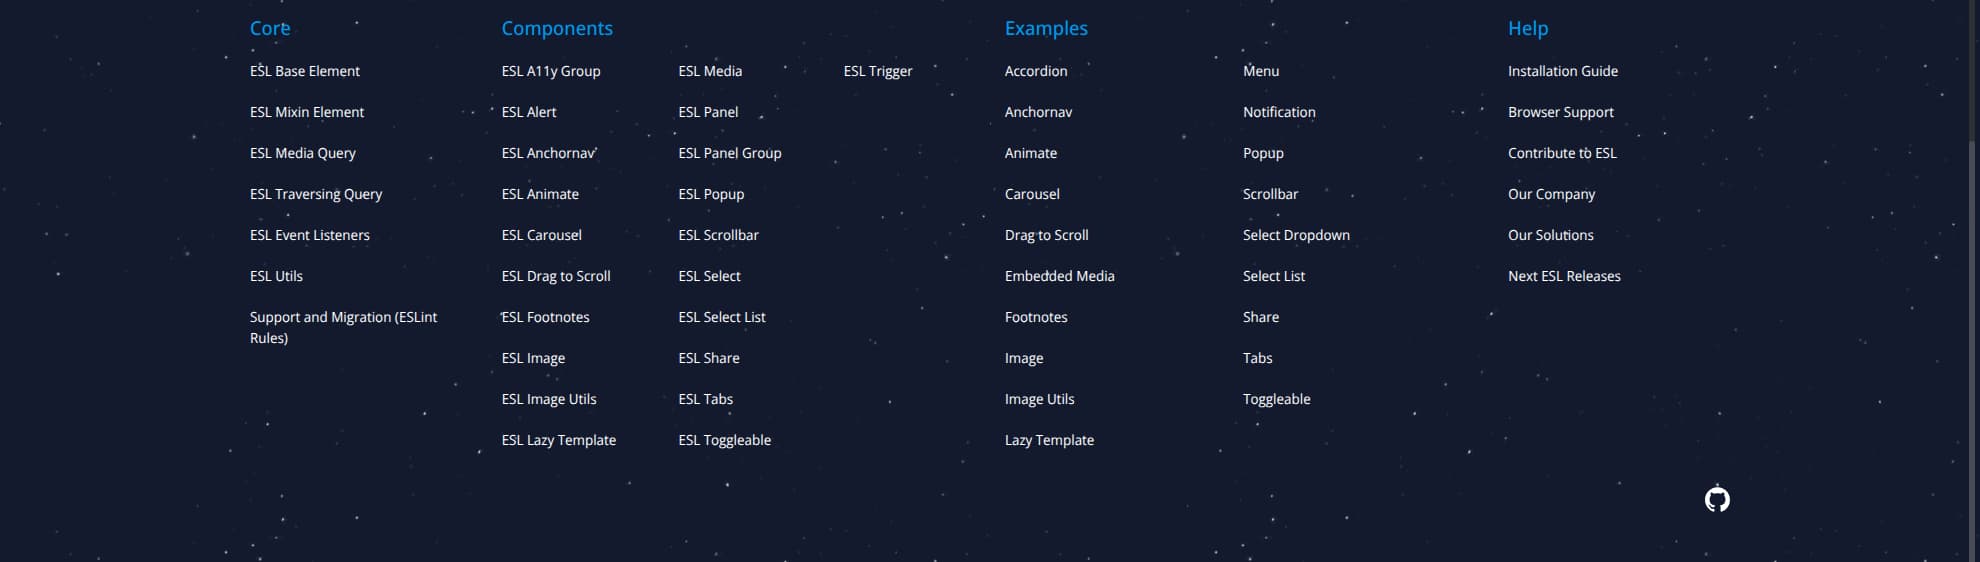 Core
ESL Base Element
ESL Mixin Element
ESL Media Query
ESL Traversing Query
ESL Event Listeners
ESL Utils
Support and Migration (ESLint
Rules)
Components
ESL A11y Group
ESL Alert
ESL Anchornav
ESL Animate
ESL Carousel
ESL Drag to Scroll
ESL Footnotes
ESL Image
ESL Image Utils
ESL Lazy Template
ESL Media
ESL Panel
ESL Panel Group
ESL Popup
ESL Scrollbar
ESL Select
ESL Select List
ESL Share
ESL Tabs
ESL Toggleable
ESL Trigger
Examples
Accordion
Anchornav
Animate
Carousel
Drag to Scroll
Embedded Media
Footnotes
Image
Image Utils
Lazy Template
Menu
Notification
Popup
Scrollbar
Select Dropdown
Select List
Share
Tabs
Toggleable
Help
Installation Guide
Browser Support
Contribute to ESL
Our Company
Our Solutions
Next ESL Releases